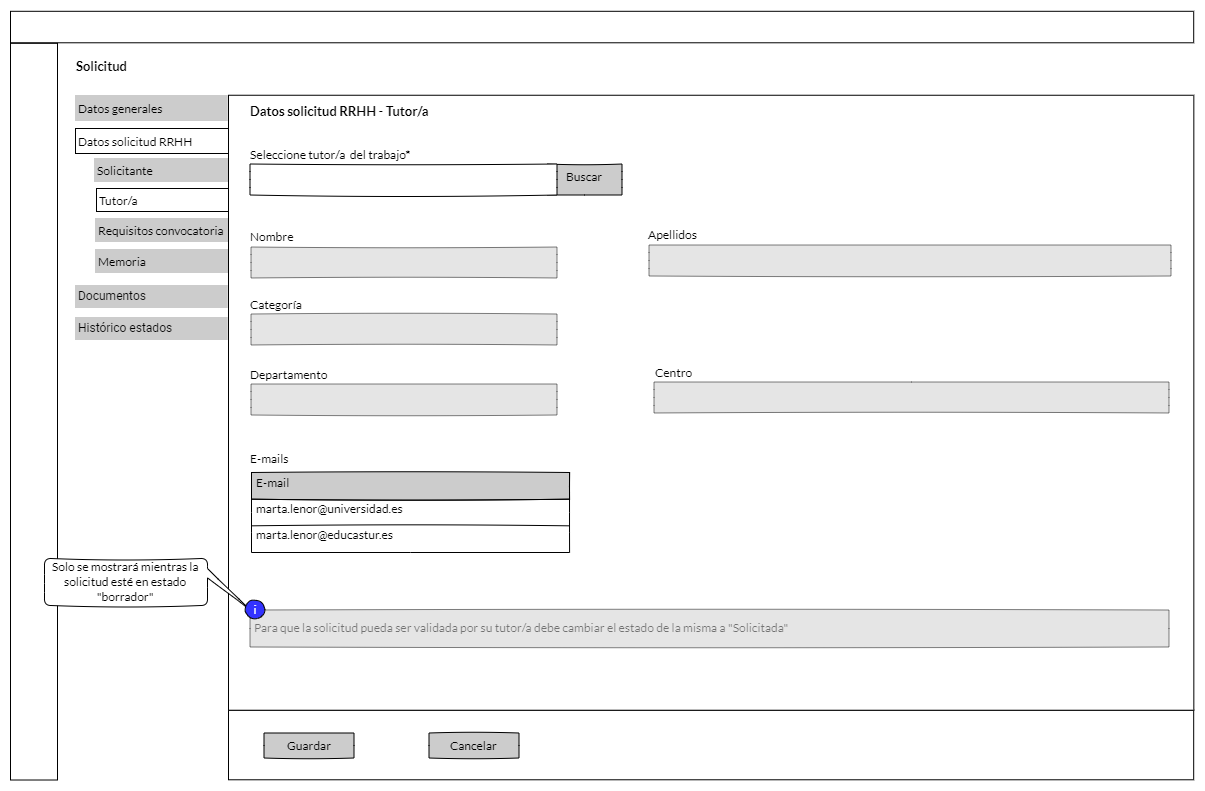 Solicitud
Datos generales
Datos solicitud RRHH
Solicitante
Tutor/a
Requisitos convocatoria
Memoria
Documentos
Histórico estados
Datos solicitud RRHH - Tutor/a
Seleccione tutor/a del trabajo*
Buscar
Nombre
Apellidos
Categoría
Departamento
Centro
E-mails
E-mail
marta.lenor@universidad.es
marta.lenor@educastur.es
Solo se mostrará mientras la
solicitud esté en estado
"borrador"
i
Para que la solicitud pueda ser validada por su tutor/a debe cambiar el estado de la misma a "Solicitada"
Guardar
Cancelar